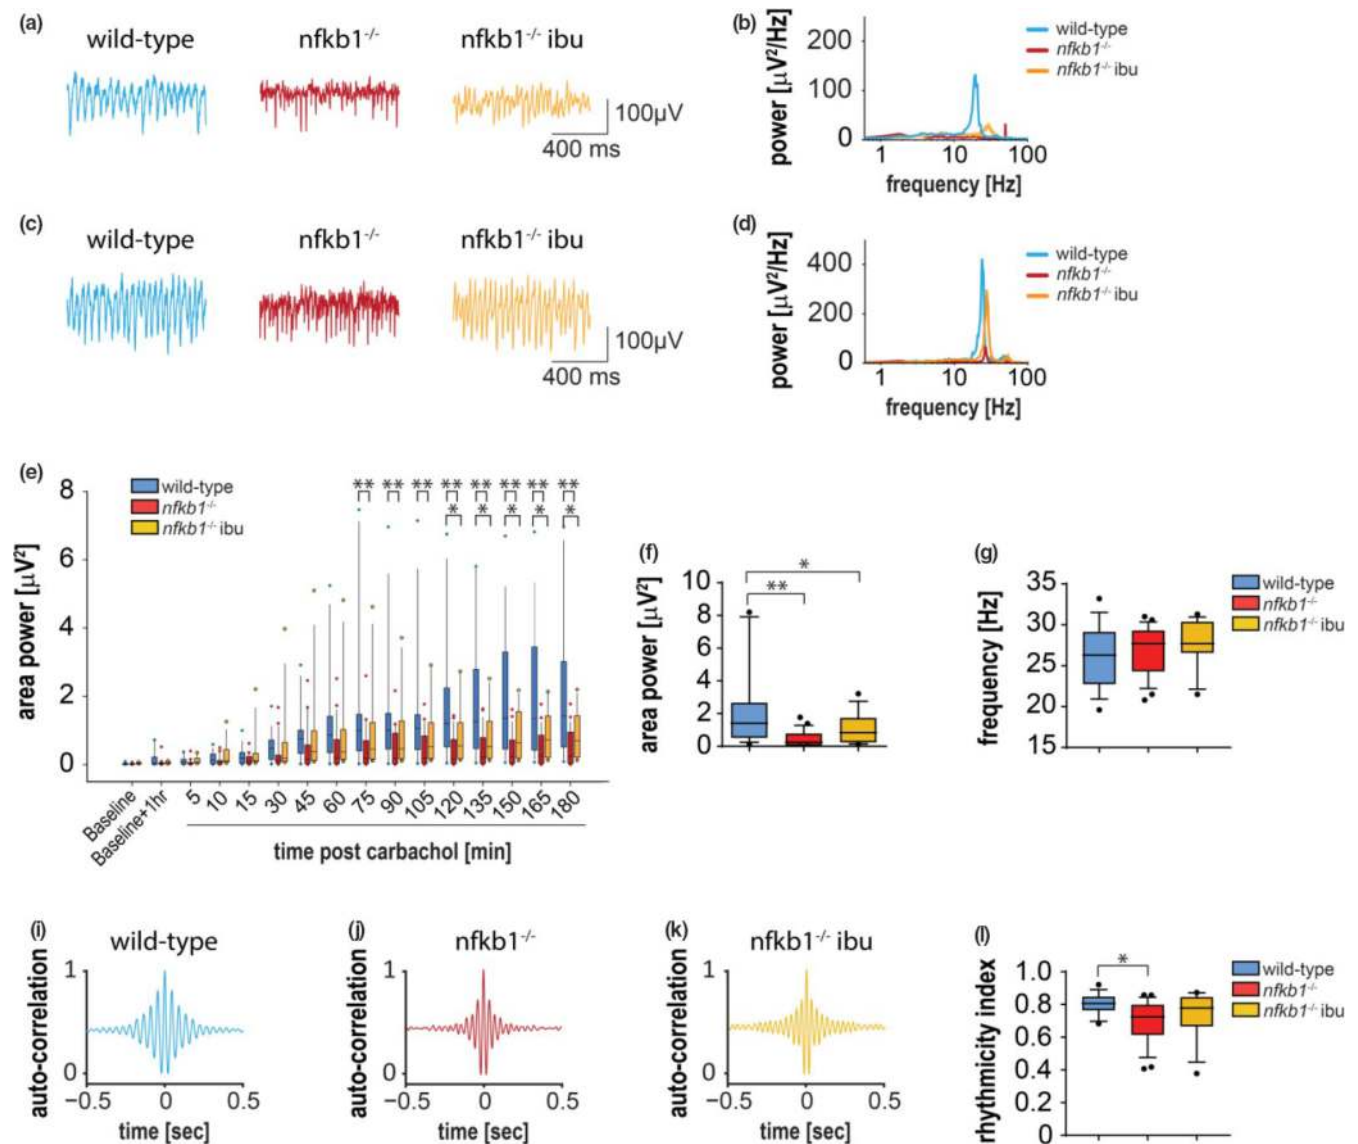 (a)
wild-type
nfkb1-/-
nfkb1-/- ibu
100µV
400 ms
(b)
power [µV²/Hz]
200
100
0
1
10
100
frequency [Hz]
wild-type
nfkb1-/-
nfkb1-/- ibu
(c)
wild-type
nfkb1-/-
nfkb1-/- ibu
100µV
400 ms
(d)
power [µV²/Hz]
400
200
0
1
10
100
frequency [Hz]
wild-type
nfkb1-/-
nfkb1-/- ibu
(e)
area power [µV²]
8
6
4
2
0
wild-type
nfkb1-/-
nfkb1-/- ibu
** ** ** ** ** ** ** **
* * * * *
Baseline
Baseline+1hr
5
10
15
30
45
60
75
90
105
120
135
150
165
180
time post carbachol [min]
(f)
area power [µV²]
10
8
6
4
2
0
*
**
(g)
frequency [Hz]
35
30
25
20
15
wild-type
nfkb1-/-
nfkb1-/- ibu
(i)
wild-type
auto-correlation
1
0
−0.5
0
0.5
time [sec]
(j)
nfkb1-/-
auto-correlation
1
0
−0.5
0
0.5
time [sec]
(k)
nfkb1-/- ibu
auto-correlation
1
0
−0.5
0
0.5
time [sec]
(l)
rhythmicity index
1.0
0.8
0.6
0.4
0.2
0
*
wild-type
nfkb1-/-
nfkb1-/- ibu